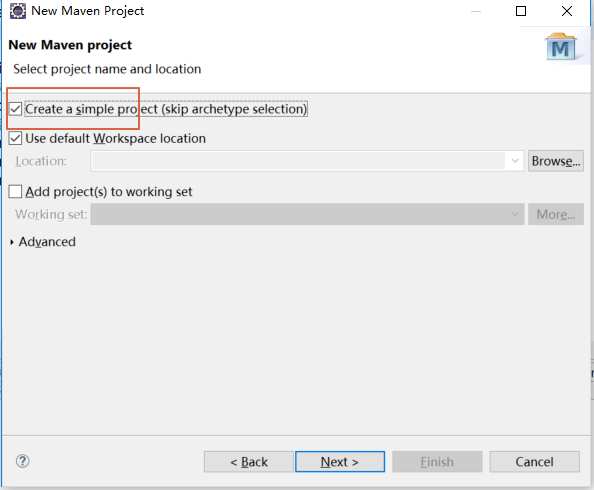 New Maven Project
New Maven project
Select project name and location
M
Create a simple project (skip archetype selection)
Use default Workspace location
Location:
Browse...
Add project(s) to working set
Working set:
More...
Advanced
?
< Back
Next >
Finish
Cancel